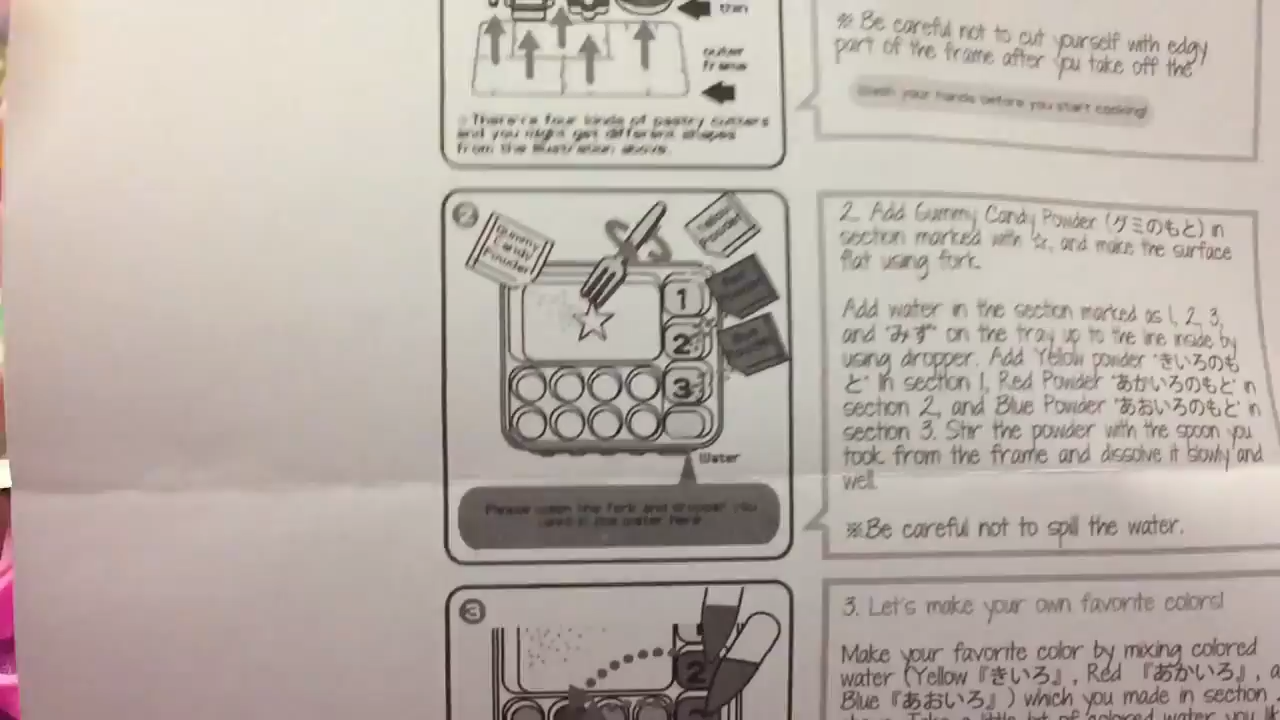 thin
outer
frame
※There're four kinds of pastry cutters
and you might get different shapes
from the illustration above.
※ Be careful not to cut yourself with edgy
part of the frame after you take off the
Wash your hands before you start cooking!
2
Gummy
Candy
Powder
Yellow
Powder
1
2
3
Water
Please clean the fork and dropper you
used in the water here
2. Add Gummy Candy Powder (グミのもと) in
section marked with ☆, and make the surface
flat using fork.
Add water in the section marked as 1, 2, 3,
and "みず" on the tray up to the line inside by
using dropper. Add Yellow powder "きいろのも
と" in section 1, Red Powder "あかいろのもと" in
section 2, and Blue Powder "あおいろのもと" in
section 3. Stir the powder with the spoon you
took from the frame and dissolve it slowly and
well.
※Be careful not to spill the water.
3
2
3. Let's make your own favorite colors!
Make your favorite color by mixing colored
water (Yellow 『きいろ』, Red 『あかいろ』, a
Blue 『あおいろ』) which you made in section